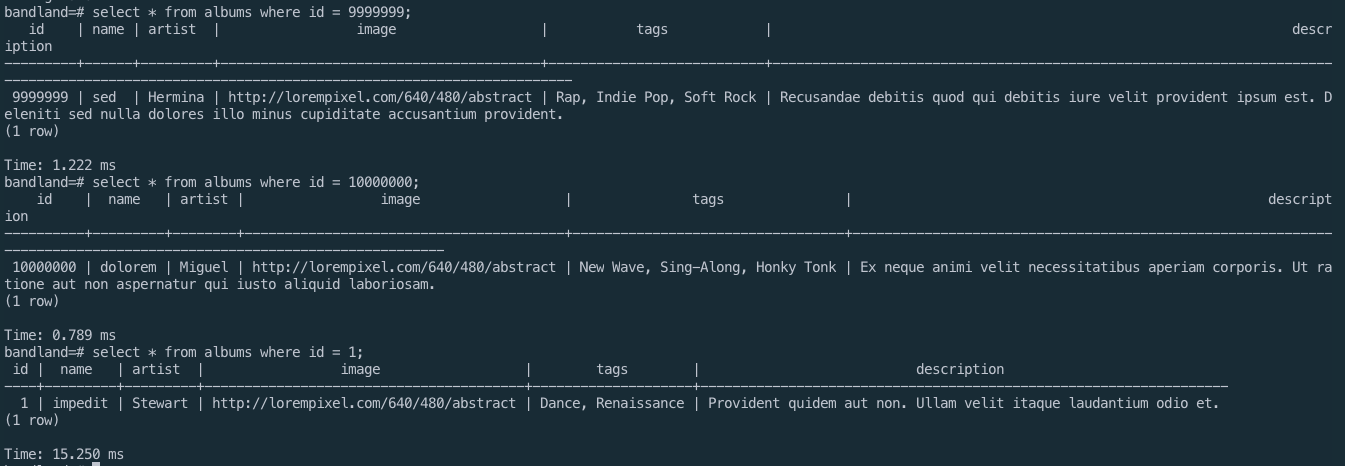 bandland=# select * from albums where id = 9999999;
   id    | name | artist  |                 image                  |           tags            |                                                                 descr
iption
---------+------+---------+----------------------------------------+---------------------------+----------------------------------------------------------------------
-----------------------------------------------------------------------
 9999999 | sed  | Hermina | http://lorempixel.com/640/480/abstract | Rap, Indie Pop, Soft Rock | Recusandae debitis quod qui debitis iure velit provident ipsum est. D
eleniti sed nulla dolores illo minus cupiditate accusantium provident.
(1 row)
Time: 1.222 ms
bandland=# select * from albums where id = 10000000;
    id    |  name   | artist |                 image                  |               tags               |                                                    descript
ion
----------+---------+--------+----------------------------------------+----------------------------------+------------------------------------------------------------
-------------------------------------------------------
 10000000 | dolorem | Miguel | http://lorempixel.com/640/480/abstract | New Wave, Sing-Along, Honky Tonk | Ex neque animi velit necessitatibus aperiam corporis. Ut ra
tione aut non aspernatur qui iusto aliquid laboriosam.
(1 row)
Time: 0.789 ms
bandland=# select * from albums where id = 1;
 id |  name   | artist  |                 image                  |        tags        |                           description
----+---------+---------+----------------------------------------+--------------------+------------------------------------------------------------------
  1 | impedit | Stewart | http://lorempixel.com/640/480/abstract | Dance, Renaissance | Provident quidem aut non. Ullam velit itaque laudantium odio et.
(1 row)
Time: 15.250 ms